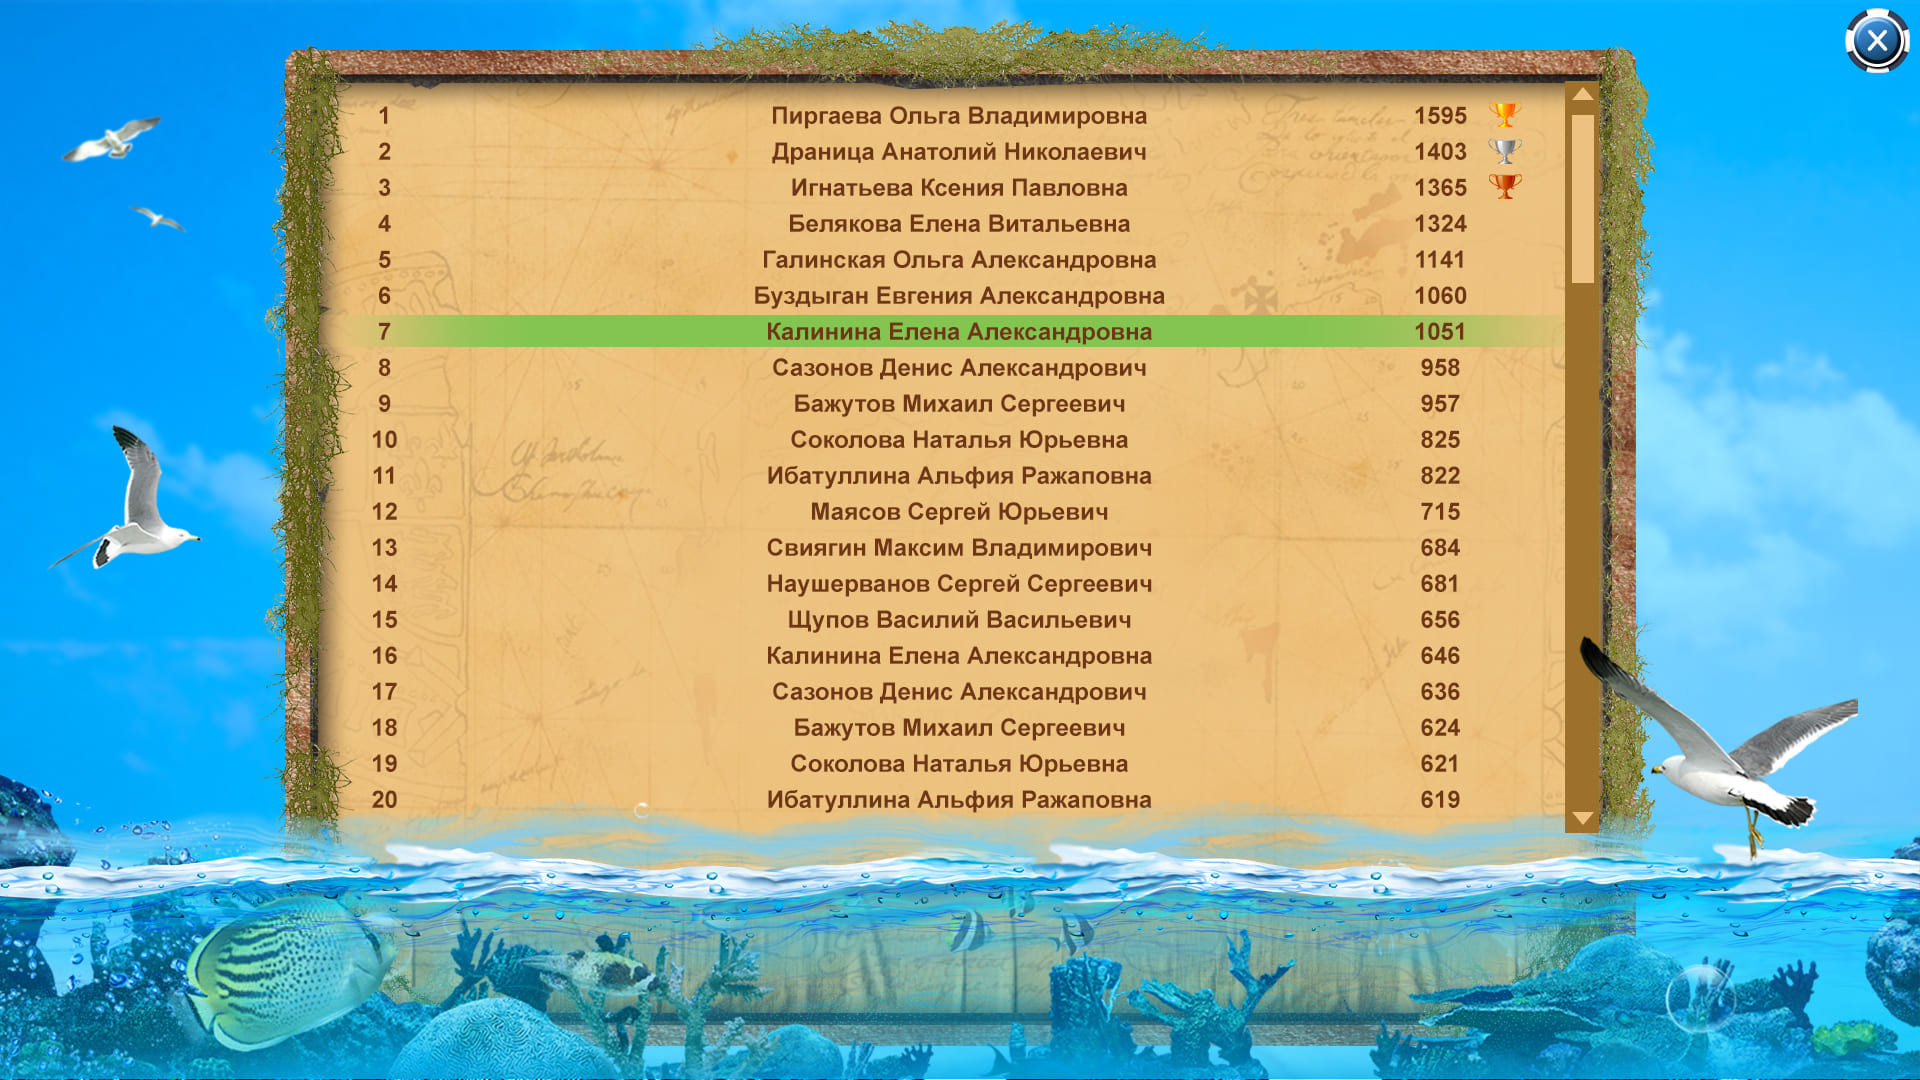 1 Пиргаева Ольга Владимировна 1595
2 Драница Анатолий Николаевич 1403
3 Игнатьева Ксения Павловна 1365
4 Белякова Елена Витальевна 1324
5 Галинская Ольга Александровна 1141
6 Буздыган Евгения Александровна 1060
7 Калинина Елена Александровна 1051
8 Сазонов Денис Александрович 958
9 Бажутов Михаил Сергеевич 957
10 Соколова Наталья Юрьевна 825
11 Ибатуллина Альфия Ражаповна 822
12 Маясов Сергей Юрьевич 715
13 Свиягин Максим Владимирович 684
14 Наушерванов Сергей Сергеевич 681
15 Щупов Василий Васильевич 656
16 Калинина Елена Александровна 646
17 Сазонов Денис Александрович 636
18 Бажутов Михаил Сергеевич 624
19 Соколова Наталья Юрьевна 621
20 Ибатуллина Альфия Ражаповна 619